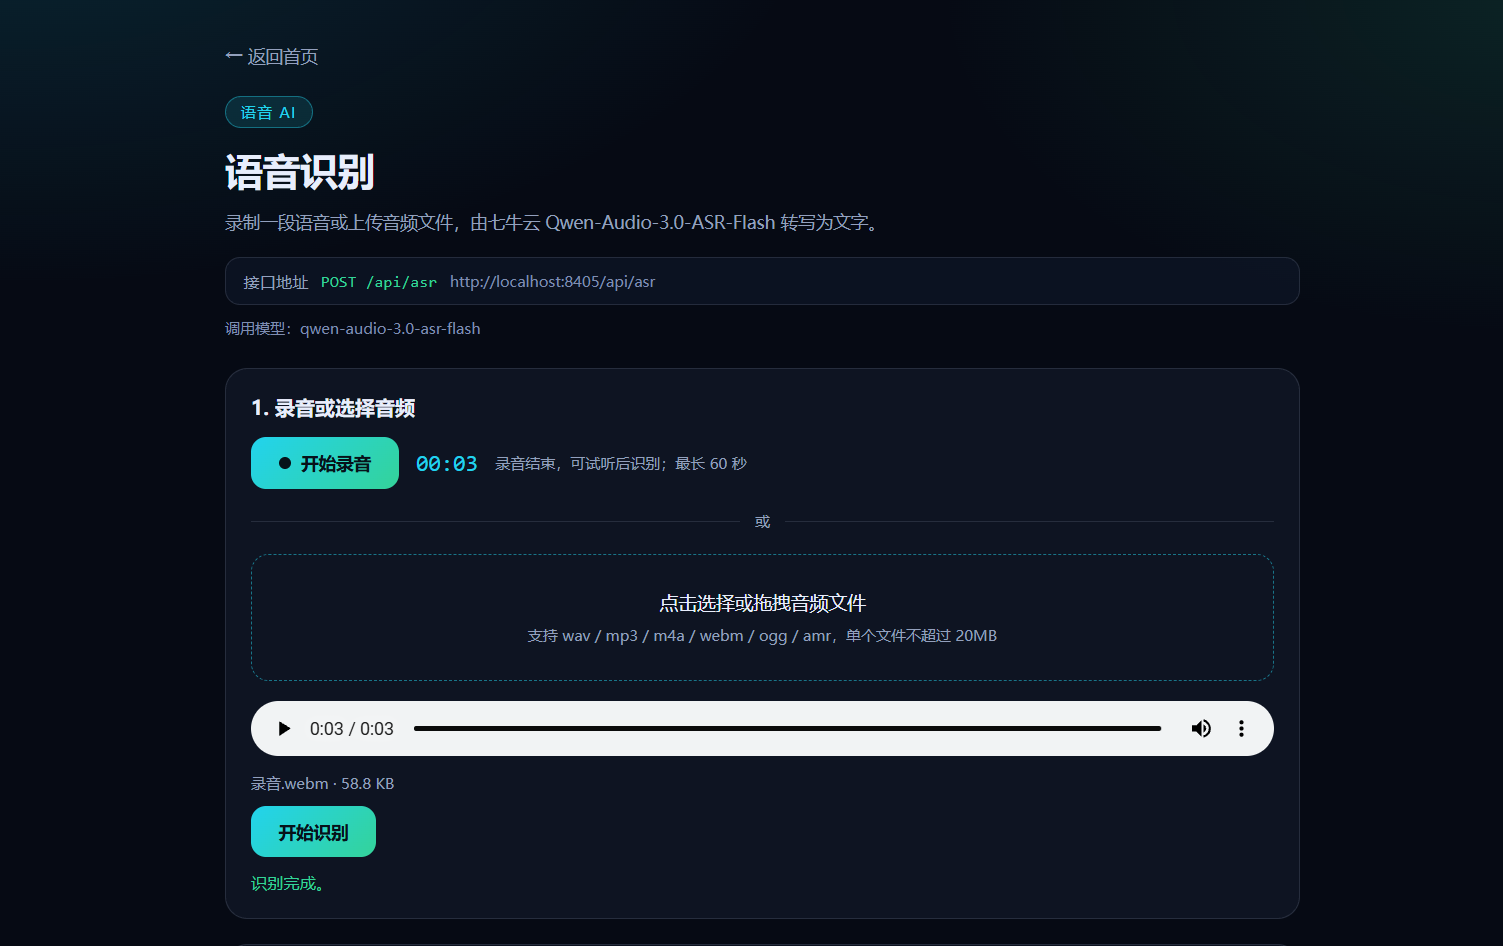 ← 返回首页
语音 AI
语音识别
录制一段语音或上传音频文件，由七牛云 Qwen-Audio-3.0-ASR-Flash 转写为文字。
接口地址 POST /api/asr http://localhost:8405/api/asr
调用模型：qwen-audio-3.0-asr-flash
1. 录音或选择音频
● 开始录音 00:03 录音结束，可试听后识别；最长 60 秒
或
点击选择或拖拽音频文件
支持 wav / mp3 / m4a / webm / ogg / amr，单个文件不超过 20MB
0:03 / 0:03
录音.webm · 58.8 KB
开始识别
识别完成。